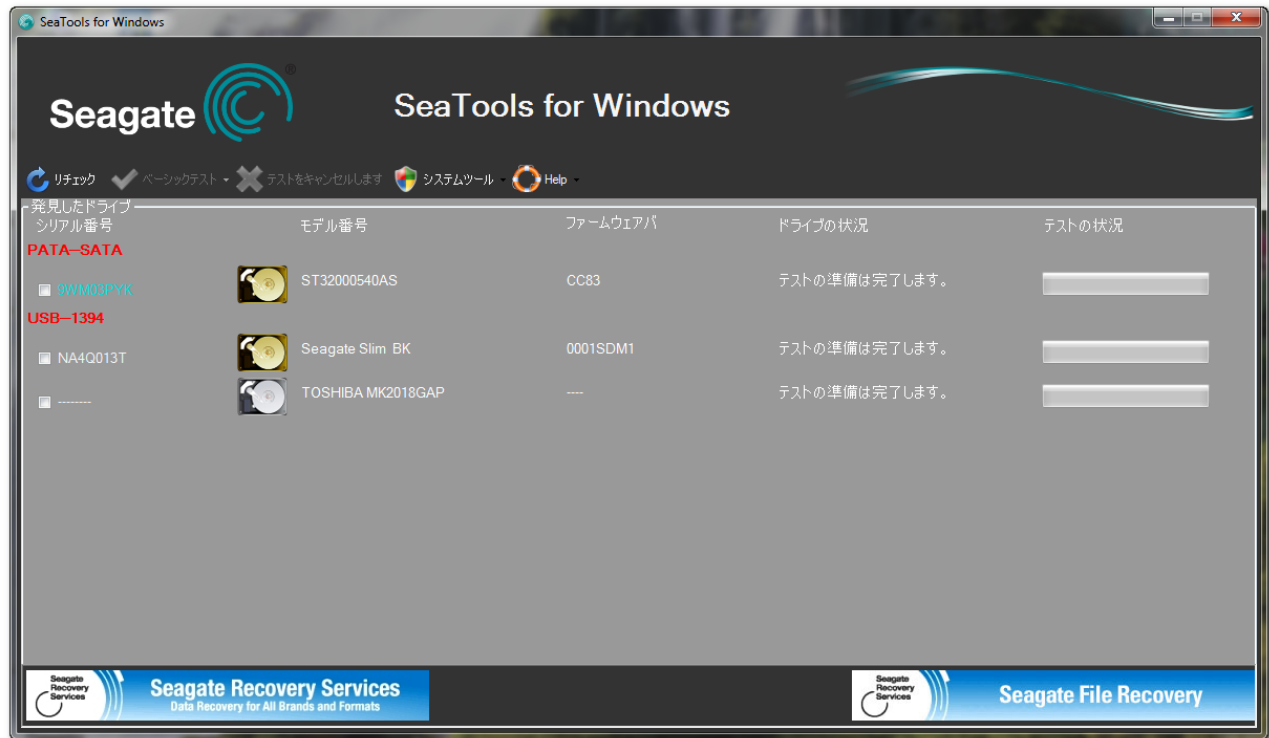 SeaTools for Windows
Seagate
SeaTools for Windows
リチェック ベーシックテスト テストをキャンセルします システムツール Help
発見したドライブ
シリアル番号 モデル番号 ファームウェアバ ドライブの状況 テストの状況
PATA—SATA
9WM03PYK ST32000540AS CC83 テストの準備は完了します。
USB—1394
NA4Q013T Seagate Slim BK 0001SDM1 テストの準備は完了します。
-------- TOSHIBA MK2018GAP ---- テストの準備は完了します。
Seagate Recovery Services
Seagate Recovery Services
Data Recovery for All Brands and Formats
Seagate Recovery Services
Seagate File Recovery